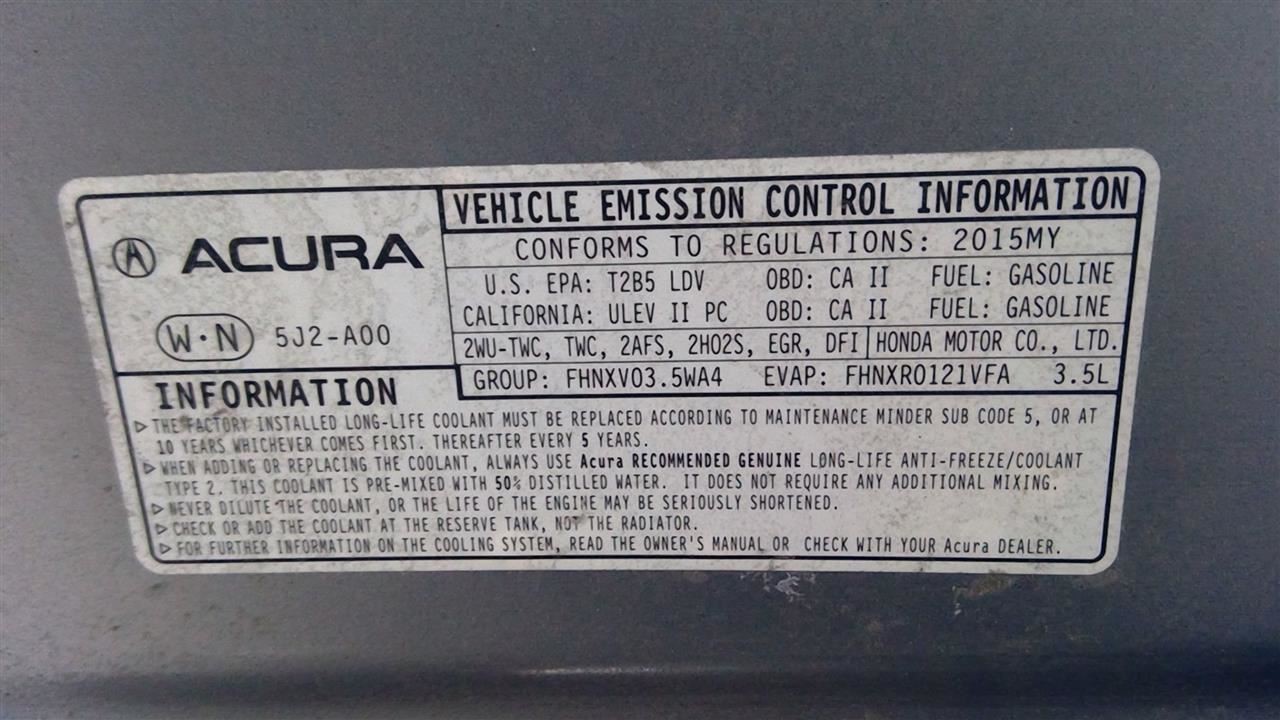 VEHICLE EMISSION CONTROL INFORMATION
ACURA
CONFORMS TO REGULATIONS: 2015MY
U.S. EPA: T2B5 LDV OBD: CA II FUEL: GASOLINE
CALIFORNIA: ULEV II PC OBD: CA II FUEL: GASOLINE
W·N 5J2-A00
2WU-TWC, TWC, 2AFS, 2HO2S, EGR, DFI HONDA MOTOR CO., LTD.
GROUP: FHNXV03.5WA4 EVAP: FHNXR0121VFA 3.5L
INFORMATION
▷ THE FACTORY INSTALLED LONG-LIFE COOLANT MUST BE REPLACED ACCORDING TO MAINTENANCE MINDER SUB CODE 5, OR AT
10 YEARS WHICHEVER COMES FIRST. THEREAFTER EVERY 5 YEARS.
▷ WHEN ADDING OR REPLACING THE COOLANT, ALWAYS USE Acura RECOMMENDED GENUINE LONG-LIFE ANTI-FREEZE/COOLANT
TYPE 2. THIS COOLANT IS PRE-MIXED WITH 50% DISTILLED WATER. IT DOES NOT REQUIRE ANY ADDITIONAL MIXING.
▷ NEVER DILUTE THE COOLANT, OR THE LIFE OF THE ENGINE MAY BE SERIOUSLY SHORTENED.
▷ CHECK OR ADD THE COOLANT AT THE RESERVE TANK, NOT THE RADIATOR.
▷ FOR FURTHER INFORMATION ON THE COOLING SYSTEM, READ THE OWNER'S MANUAL OR CHECK WITH YOUR Acura DEALER.